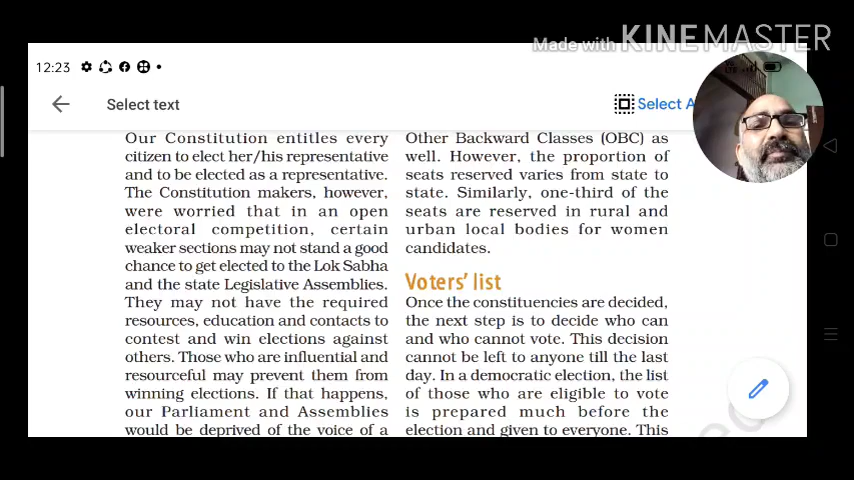 Made with KINEMASTER
12:23
Select text
Select A
Our Constitution entitles every
citizen to elect her/his representative
and to be elected as a representative.
The Constitution makers, however,
were worried that in an open
electoral competition, certain
weaker sections may not stand a good
chance to get elected to the Lok Sabha
and the state Legislative Assemblies.
They may not have the required
resources, education and contacts to
contest and win elections against
others. Those who are influential and
resourceful may prevent them from
winning elections. If that happens,
our Parliament and Assemblies
would be deprived of the voice of a
Other Backward Classes (OBC) as
well. However, the proportion of
seats reserved varies from state to
state. Similarly, one-third of the
seats are reserved in rural and
urban local bodies for women
candidates.
Voters' list
Once the constituencies are decided,
the next step is to decide who can
and who cannot vote. This decision
cannot be left to anyone till the last
day. In a democratic election, the list
of those who are eligible to vote
is prepared much before the
election and given to everyone. This